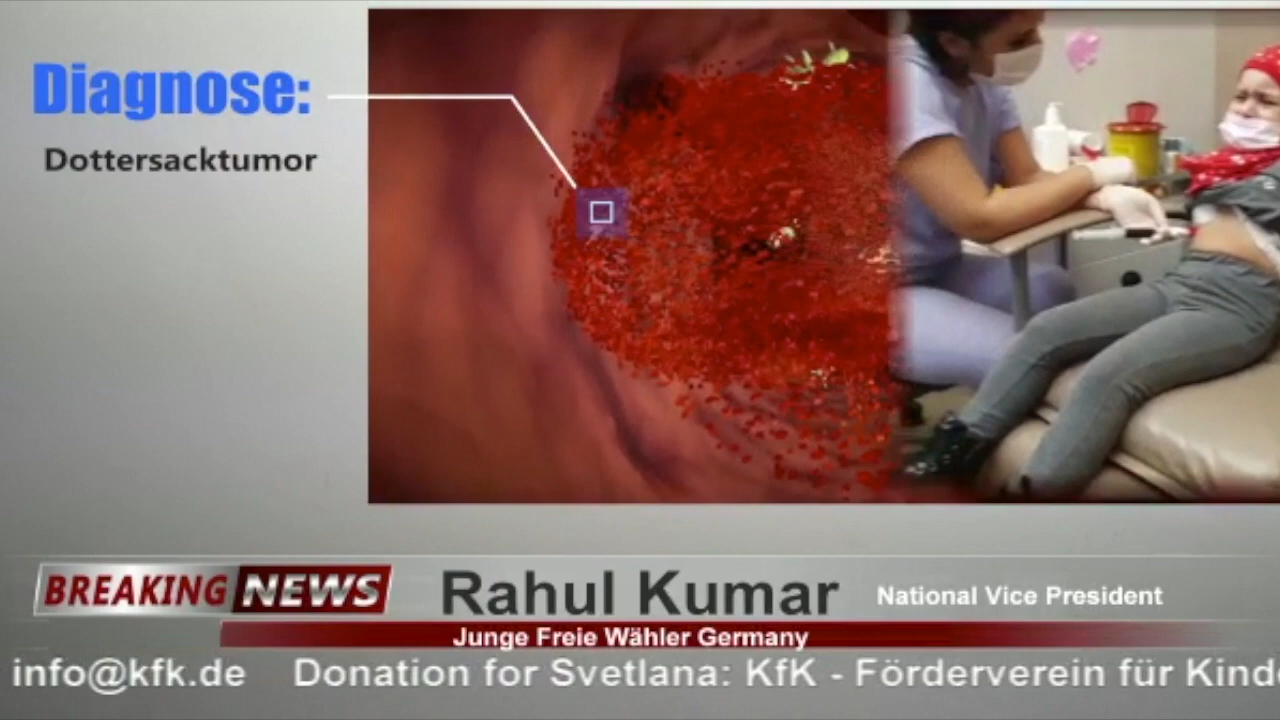 Diagnose:
Dottersacktumor
BREAKING NEWS
Rahul Kumar
National Vice President
Junge Freie Wähler Germany
info@kfk.de Donation for Svetlana: KfK - Förderverein für